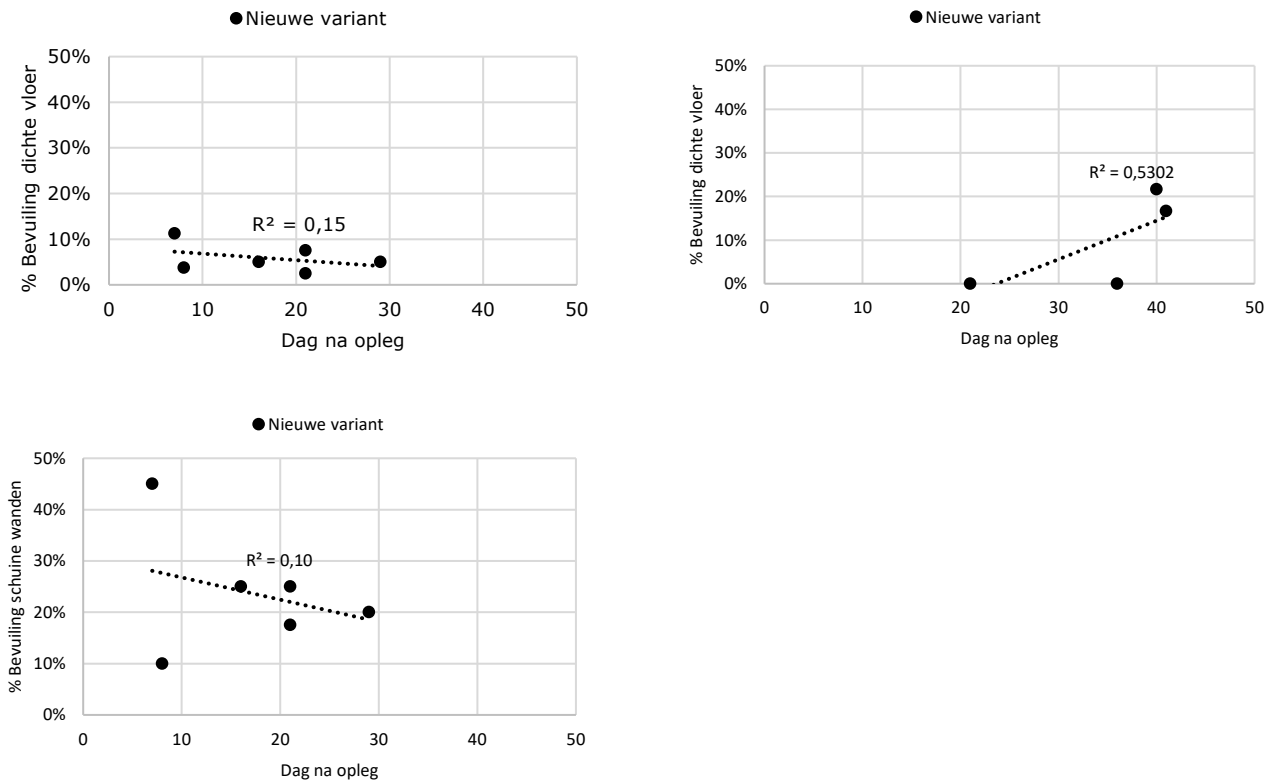 Nieuwe variant
50%
40%
30%
20%
10%
0%
% Bevuiling dichte vloer
R² = 0,15
0 10 20 30 40 50
Dag na opleg
Nieuwe variant
50%
40%
30%
20%
10%
0%
% Bevuiling dichte vloer
R² = 0,5302
0 10 20 30 40 50
Dag na opleg
Nieuwe variant
50%
40%
30%
20%
10%
0%
% Bevuiling schuine wanden
R² = 0,10
0 10 20 30 40 50
Dag na opleg